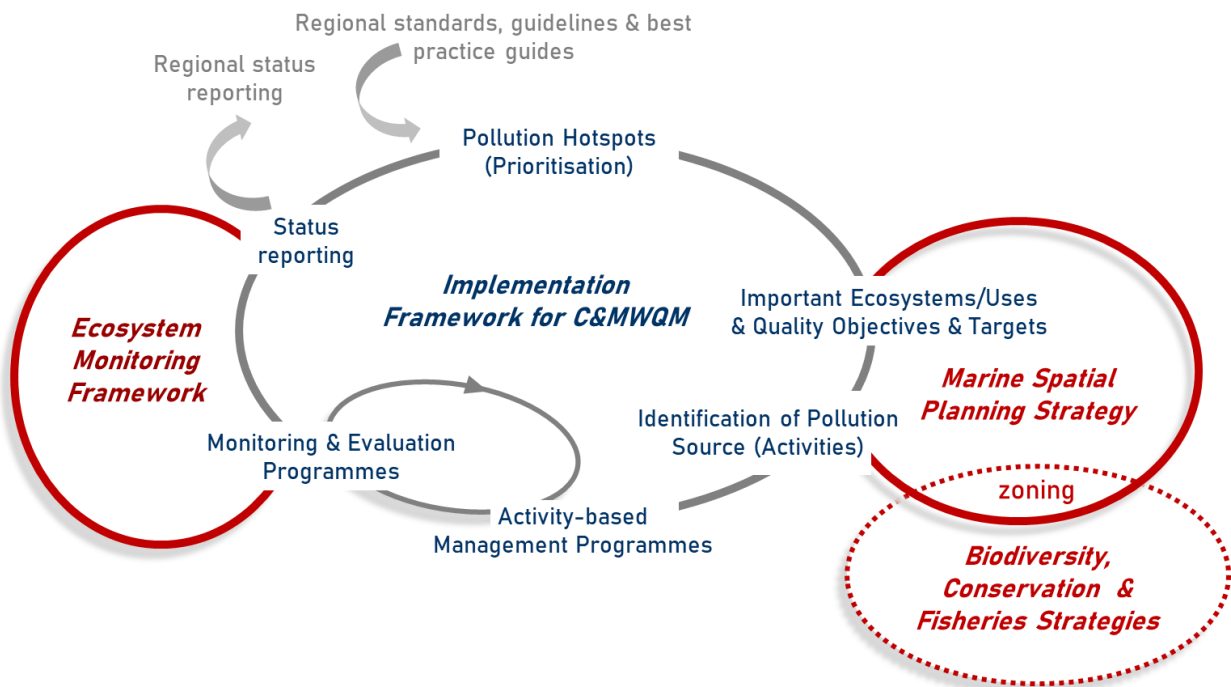 Regional standards, guidelines & best
practice guides
Regional status
reporting
Pollution Hotspots
(Prioritisation)
Status
reporting
Implementation
Framework for C&MWQM
Important Ecosystems/Uses
& Quality Objectives & Targets
Ecosystem
Monitoring
Framework
Marine Spatial
Planning Strategy
Identification of Pollution
Source (Activities)
Monitoring & Evaluation
Programmes
Activity-based
Management Programmes
zoning
Biodiversity,
Conservation &
Fisheries Strategies